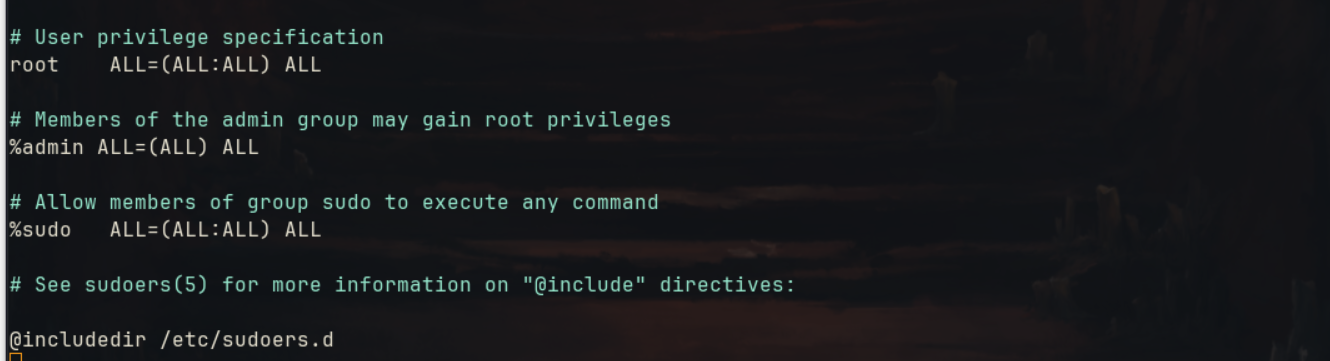 # User privilege specification
root    ALL=(ALL:ALL) ALL

# Members of the admin group may gain root privileges
%admin ALL=(ALL) ALL

# Allow members of group sudo to execute any command
%sudo   ALL=(ALL:ALL) ALL

# See sudoers(5) for more information on "@include" directives:

@includedir /etc/sudoers.d